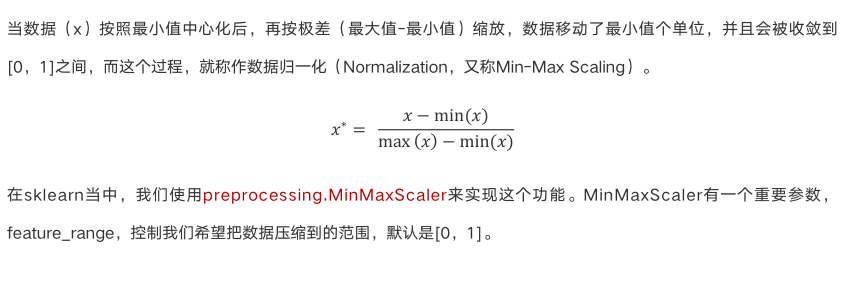 当数据（x）按照最小值中心化后，再按极差（最大值-最小值）缩放，数据移动了最小值个单位，并且会被收敛到
[0，1]之间，而这个过程，就称作数据归一化（Normalization，又称Min-Max Scaling）。
x* = (x − min(x)) / (max (x) − min(x))
在sklearn当中，我们使用preprocessing.MinMaxScaler来实现这个功能。MinMaxScaler有一个重要参数，
feature_range，控制我们希望把数据压缩到的范围，默认是[0，1]。